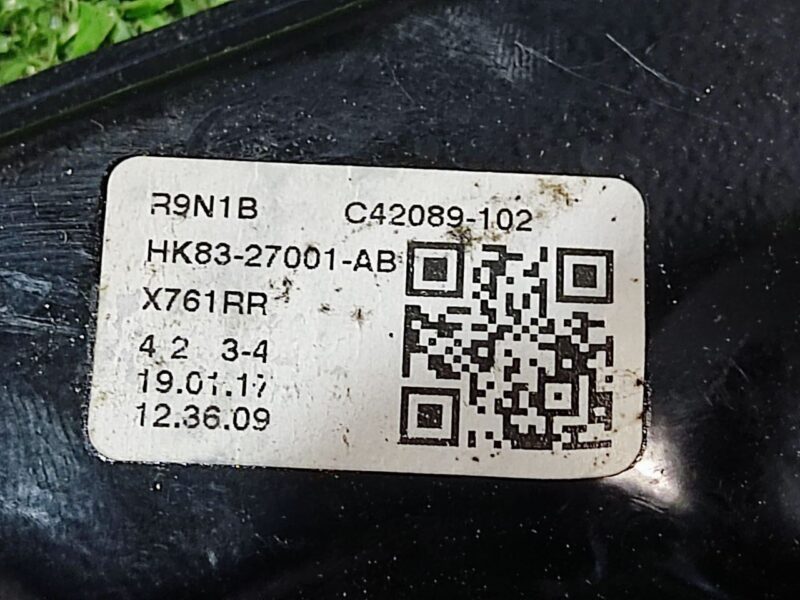 R9N1B C42089-102
HK83-27001-AB
X761RR
4 2 3-4
19.01.17
12.36.09